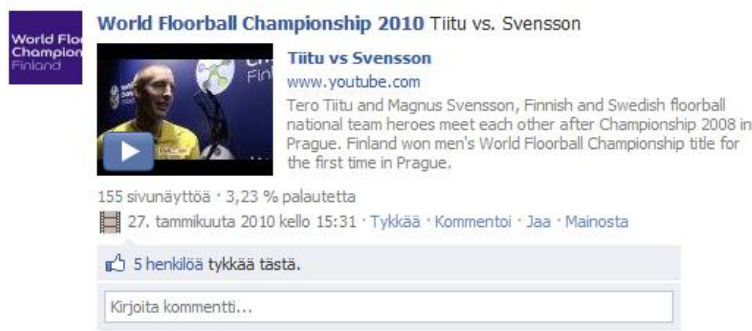 World Floorball Championship 2010 Tiitu vs. Svensson
World Flo
Champion
Finland
Tiitu vs Svensson
www.youtube.com
Tero Tiitu and Magnus Svensson, Finnish and Swedish floorball
national team heroes meet each other after Championship 2008 in
Prague. Finland won men's World Floorball Championship title for
the first time in Prague.
155 sivunäyttöä · 3,23 % palautetta
27. tammikuuta 2010 kello 15:31 · Tykkää · Kommentoi · Jaa · Mainosta
5 henkilöä tykkää tästä.
Kirjoita kommentti...